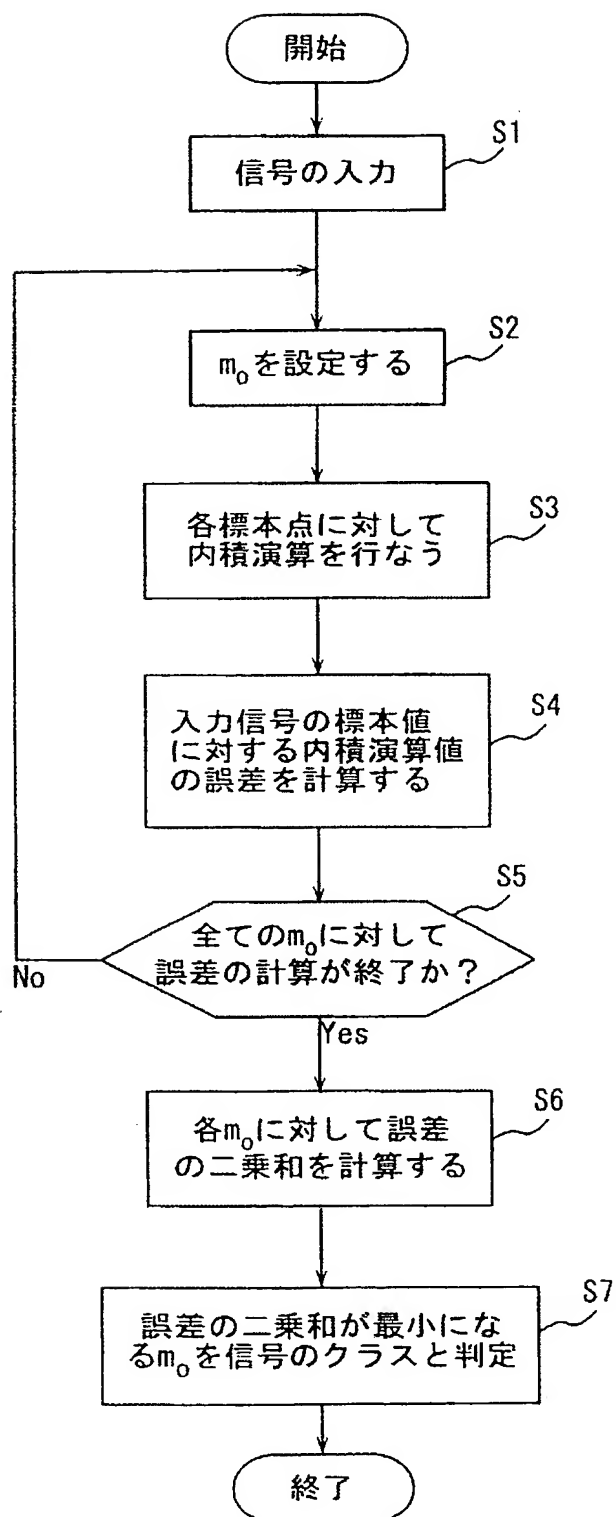 開始
S1
信号の入力
S2
m₀を設定する
S3
各標本点に対して
内積演算を行なう
S4
入力信号の標本値
に対する内積演算値
の誤差を計算する
S5
全てのm₀に対して
誤差の計算が終了か？
No
Yes
S6
各m₀に対して誤差
の二乗和を計算する
S7
誤差の二乗和が最小にな
るm₀を信号のクラスと判定
終了